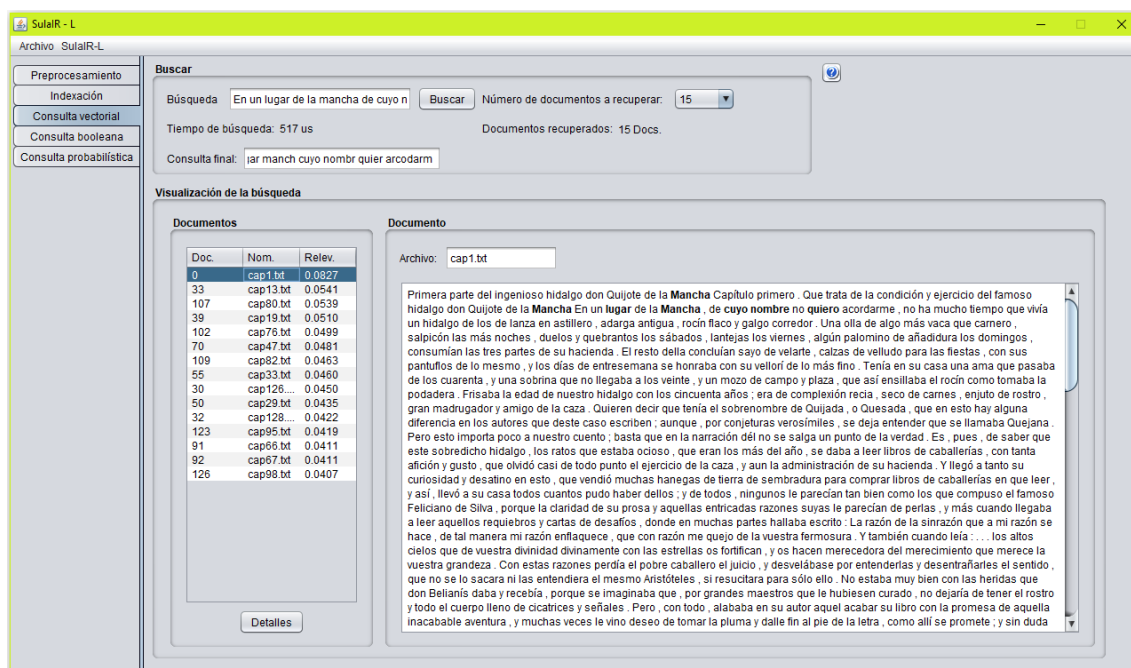 SulaIR - L
Archivo SulaIR-L
Preprocesamiento
Indexación
Consulta vectorial
Consulta booleana
Consulta probabilística
Buscar
Búsqueda En un lugar de la mancha de cuyo n Buscar Número de documentos a recuperar: 15
Tiempo de búsqueda: 517 us Documentos recuperados: 15 Docs.
Consulta final: jar manch cuyo nombr quier arcodarm
Visualización de la búsqueda
Documentos
Doc. Nom. Relev.
0 cap1.txt 0.0827
33 cap13.txt 0.0541
107 cap80.txt 0.0539
39 cap19.txt 0.0510
102 cap76.txt 0.0499
70 cap47.txt 0.0481
109 cap82.txt 0.0463
55 cap33.txt 0.0460
30 cap126.... 0.0450
50 cap29.txt 0.0435
32 cap128.... 0.0422
123 cap95.txt 0.0419
91 cap66.txt 0.0411
92 cap67.txt 0.0411
126 cap98.txt 0.0407
Detalles
Documento
Archivo: cap1.txt
Primera parte del ingenioso hidalgo don Quijote de la Mancha Capítulo primero . Que trata de la condición y ejercicio del famoso
hidalgo don Quijote de la Mancha En un lugar de la Mancha , de cuyo nombre no quiero acordarme , no ha mucho tiempo que vivía
un hidalgo de los de lanza en astillero , adarga antigua , rocín flaco y galgo corredor . Una olla de algo más vaca que carnero ,
salpicón las más noches , duelos y quebrantos los sábados , lantejas los viernes , algún palomino de añadidura los domingos ,
consumían las tres partes de su hacienda . El resto della concluían sayo de velarte , calzas de velludo para las fiestas , con sus
pantuflos de lo mesmo , y los días de entresemana se honraba con su vellorí de lo más fino . Tenía en su casa una ama que pasaba
de los cuarenta , y una sobrina que no llegaba a los veinte , y un mozo de campo y plaza , que así ensillaba el rocín como tomaba la
podadera . Frisaba la edad de nuestro hidalgo con los cincuenta años ; era de complexión recia , seco de carnes , enjuto de rostro ,
gran madrugador y amigo de la caza . Quieren decir que tenía el sobrenombre de Quijada , o Quesada , que en esto hay alguna
diferencia en los autores que deste caso escriben ; aunque , por conjeturas verosímiles , se deja entender que se llamaba Quejana .
Pero esto importa poco a nuestro cuento ; basta que en la narración dél no se salga un punto de la verdad . Es , pues , de saber que
este sobredicho hidalgo , los ratos que estaba ocioso , que eran los más del año , se daba a leer libros de caballerías , con tanta
afición y gusto , que olvidó casi de todo punto el ejercicio de la caza , y aun la administración de su hacienda . Y llegó a tanto su
curiosidad y desatino en esto , que vendió muchas hanegas de tierra de sembradura para comprar libros de caballerías en que leer ,
y así , llevó a su casa todos cuantos pudo haber dellos ; y de todos , ningunos le parecían tan bien como los que compuso el famoso
Feliciano de Silva , porque la claridad de su prosa y aquellas entricadas razones suyas le parecían de perlas , y más cuando llegaba
a leer aquellos requiebros y cartas de desafíos , donde en muchas partes hallaba escrito : La razón de la sinrazón que a mi razón se
hace , de tal manera mi razón enflaquece , que con razón me quejo de la vuestra fermosura . Y también cuando leía : . . . los altos
cielos que de vuestra divinidad divinamente con las estrellas os fortifican , y os hacen merecedora del merecimiento que merece la
vuestra grandeza . Con estas razones perdía el pobre caballero el juicio , y desvelábase por entenderlas y desentrañarles el sentido ,
que no se lo sacara ni las entendiera el mesmo Aristóteles , si resucitara para sólo ello . No estaba muy bien con las heridas que
don Belianís daba y recebía , porque se imaginaba que , por grandes maestros que le hubiesen curado , no dejaría de tener el rostro
y todo el cuerpo lleno de cicatrices y señales . Pero , con todo , alababa en su autor aquel acabar su libro con la promesa de aquella
inacabable aventura , y muchas veces le vino deseo de tomar la pluma y dalle fin al pie de la letra , como allí se promete ; y sin duda